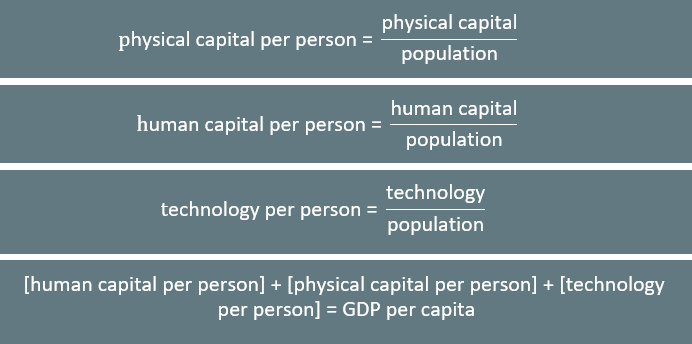 physical capital per person = physical capital
population
human capital per person = human capital
population
technology per person = technology
population
[human capital per person] + [physical capital per person] + [technology
per person] = GDP per capita